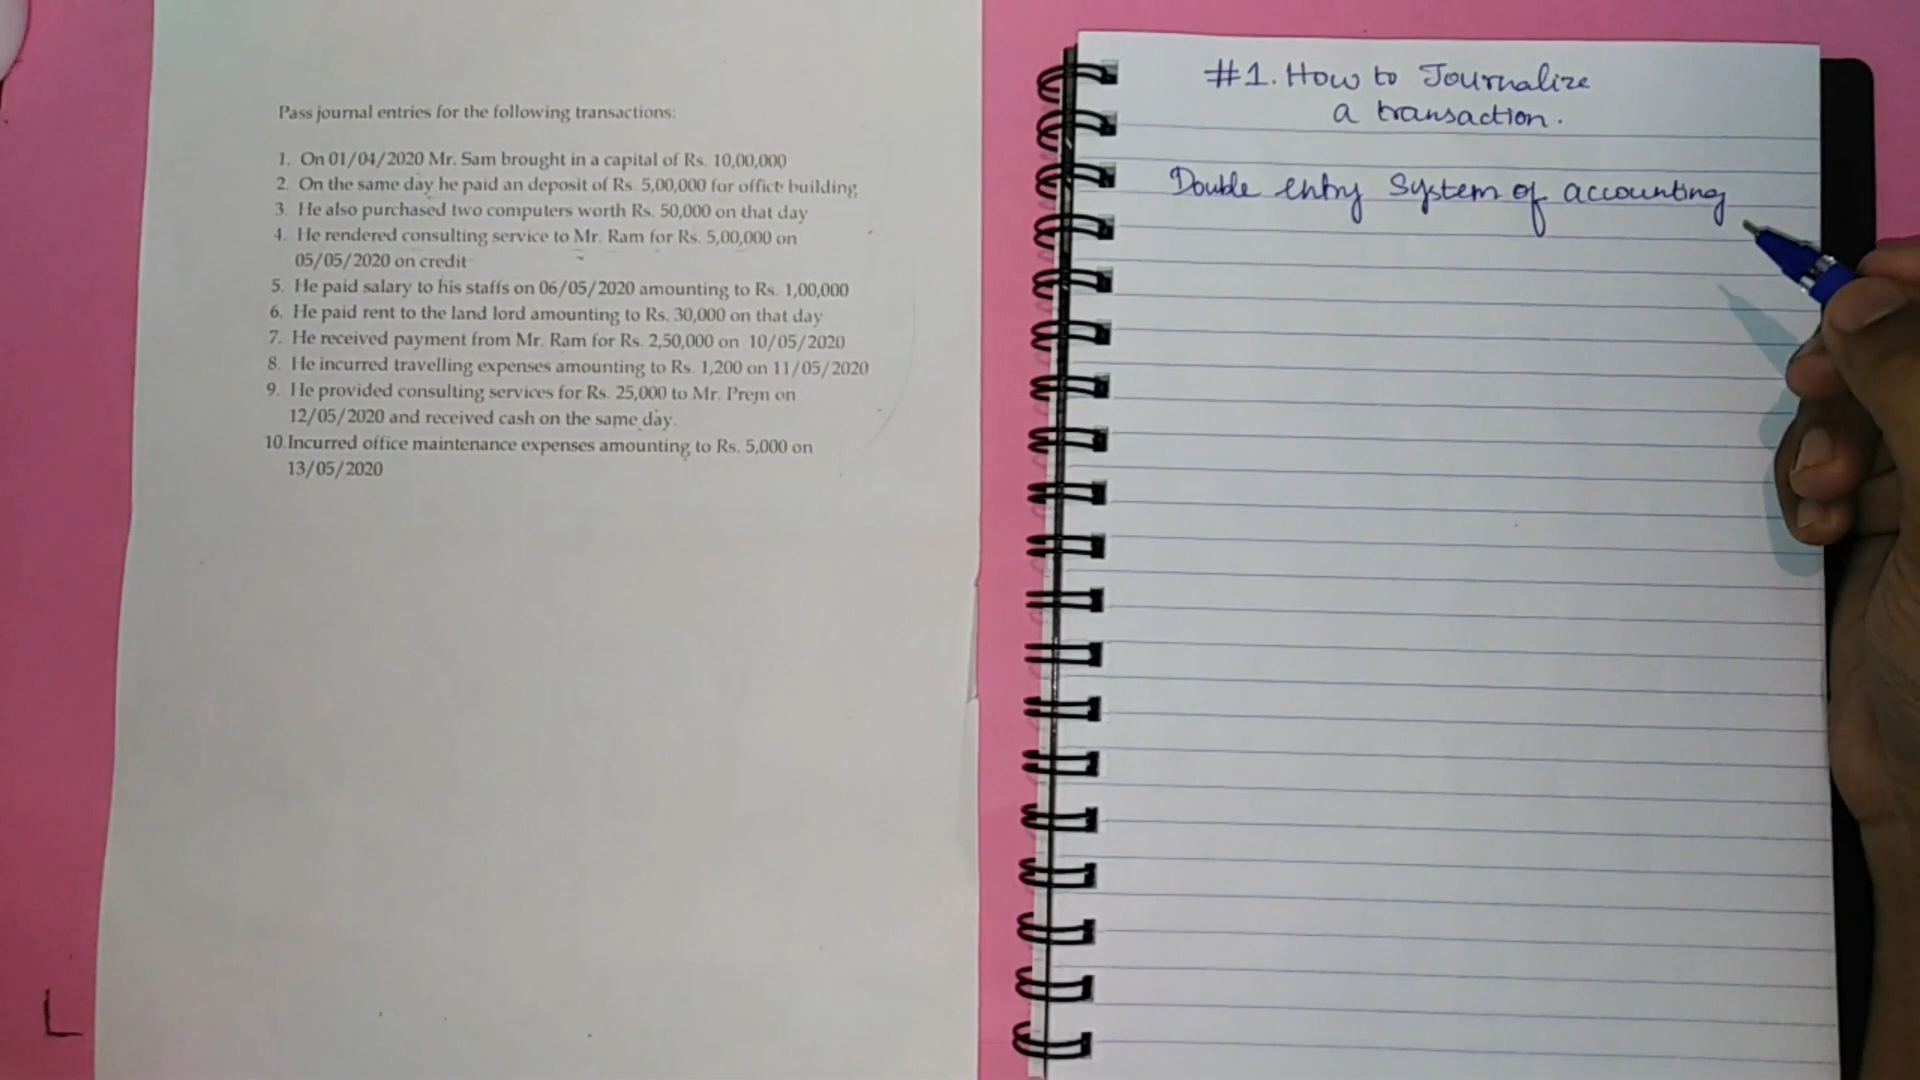 Pass journal entries for the following transactions:
1. On 01/04/2020 Mr. Sam brought in a capital of Rs. 10,00,000
2. On the same day he paid an deposit of Rs. 5,00,000 for office building
3. He also purchased two computers worth Rs. 50,000 on that day
4. He rendered consulting service to Mr. Ram for Rs. 5,00,000 on
05/05/2020 on credit
5. He paid salary to his staffs on 06/05/2020 amounting to Rs. 1,00,000
6. He paid rent to the land lord amounting to Rs. 30,000 on that day
7. He received payment from Mr. Ram for Rs. 2,50,000 on 10/05/2020
8. He incurred travelling expenses amounting to Rs. 1,200 on 11/05/2020
9. He provided consulting services for Rs. 25,000 to Mr. Prem on
12/05/2020 and received cash on the same day.
10. Incurred office maintenance expenses amounting to Rs. 5,000 on
13/05/2020
#1. How to Journalize
a transaction.
Double entry System of accounting